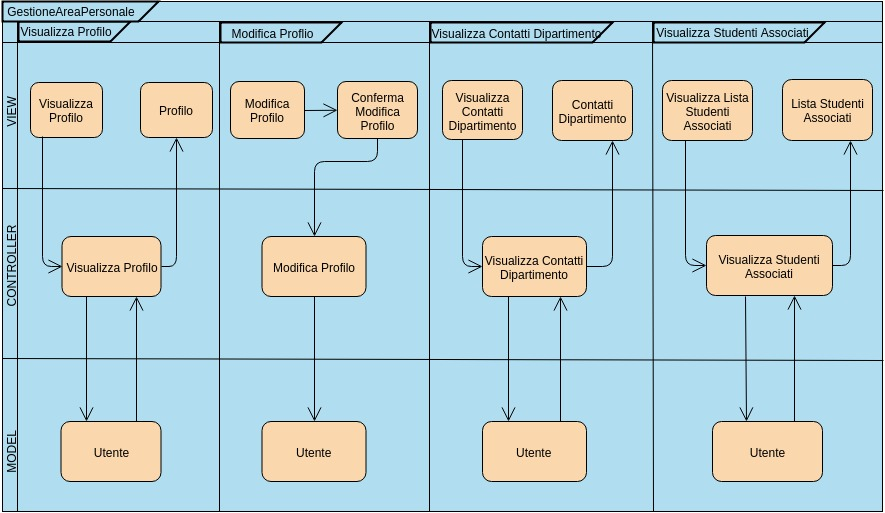 GestioneAreaPersonale
Visualizza Profilo
Modifica Proflio
Visualizza Contatti Dipartimento
Visualizza Studenti Associati
VIEW
Visualizza
Profilo
Profilo
Modifica
Profilo
Conferma
Modifica
Profilo
Visualizza
Contatti
Dipartimento
Contatti
Dipartimento
Visualizza Lista
Studenti
Associati
Lista Studenti
Associati
CONTROLLER
Visualizza Profilo
Modifica Profilo
Visualizza Contatti
Dipartimento
Visualizza Studenti
Associati
MODEL
Utente
Utente
Utente
Utente